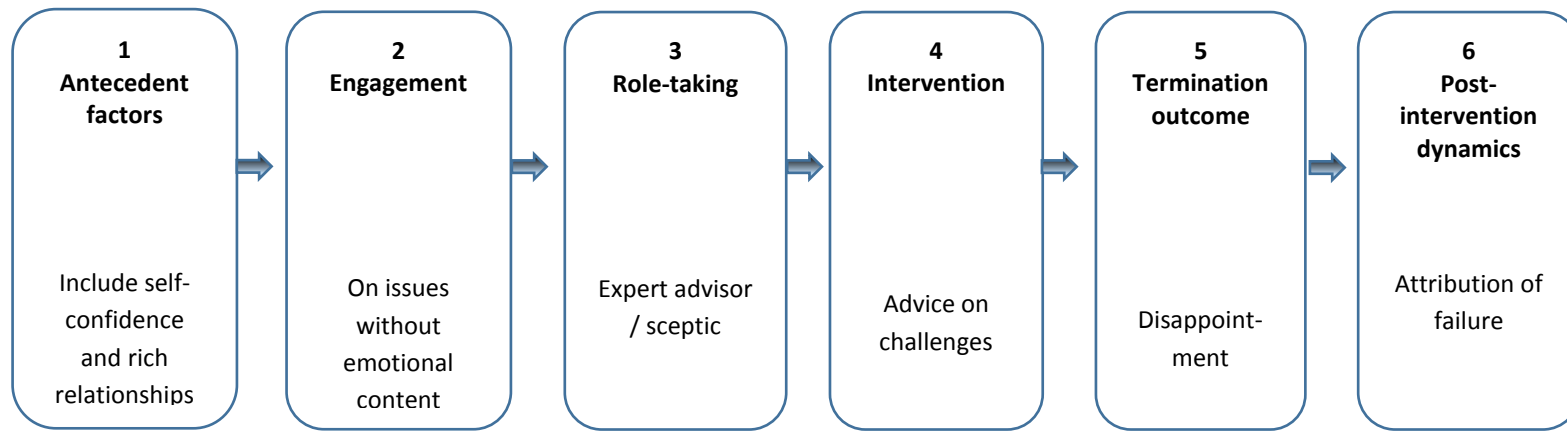 1
Antecedent
factors
Include self-
confidence
and rich
relationships
2
Engagement
On issues
without
emotional
content
3
Role-taking
Expert advisor
/ sceptic
4
Intervention
Advice on
challenges
5
Termination
outcome
Disappoint-
ment
6
Post-
intervention
dynamics
Attribution of
failure